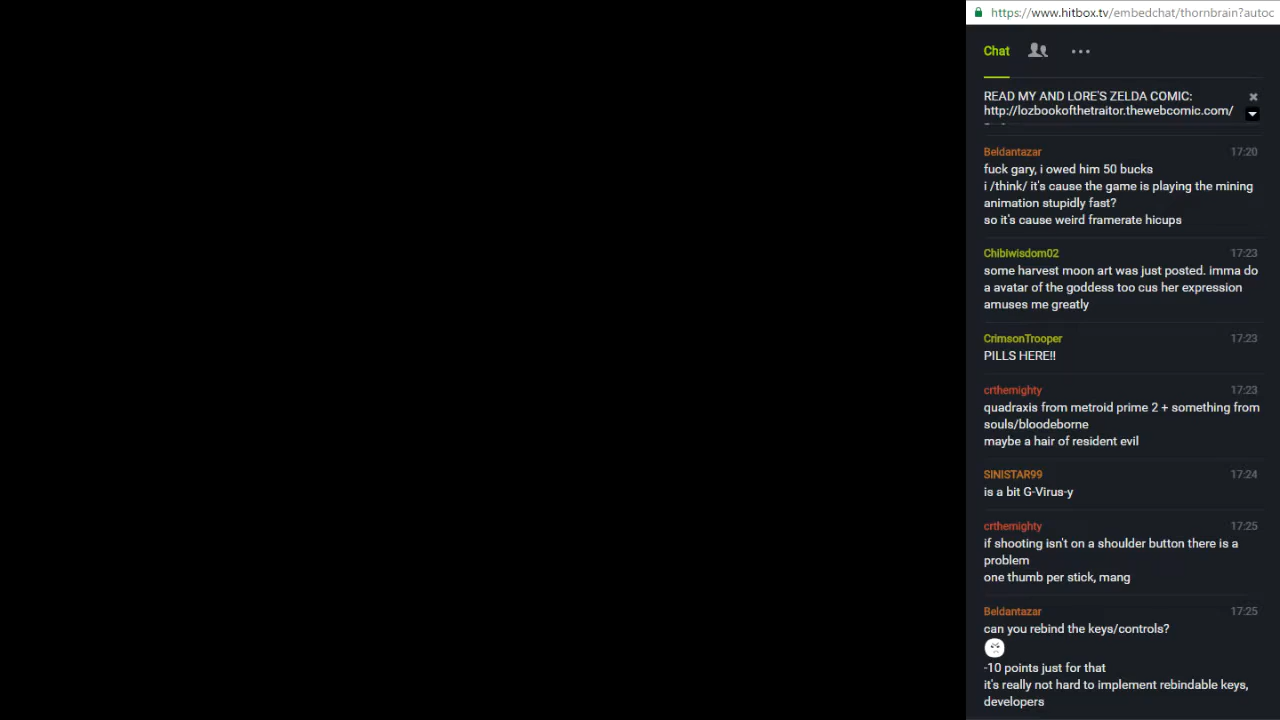 https://www.hitbox.tv/embedchat/thornbrain?autoc
Chat
READ MY AND LORE'S ZELDA COMIC:
http://lozbookofthetraitor.thewebcomic.com/
Beldantazar 17:20
fuck gary, i owed him 50 bucks
i /think/ it's cause the game is playing the mining
animation stupidly fast?
so it's cause weird framerate hicups
Chibiwisdom02 17:23
some harvest moon art was just posted. imma do
a avatar of the goddess too cus her expression
amuses me greatly
CrimsonTrooper 17:23
PILLS HERE!!
crthemighty 17:23
quadraxis from metroid prime 2 + something from
souls/bloodeborne
maybe a hair of resident evil
SINISTAR99 17:24
is a bit G-Virus-y
crthemighty 17:25
if shooting isn't on a shoulder button there is a
problem
one thumb per stick, mang
Beldantazar 17:25
can you rebind the keys/controls?
-10 points just for that
it's really not hard to implement rebindable keys,
developers